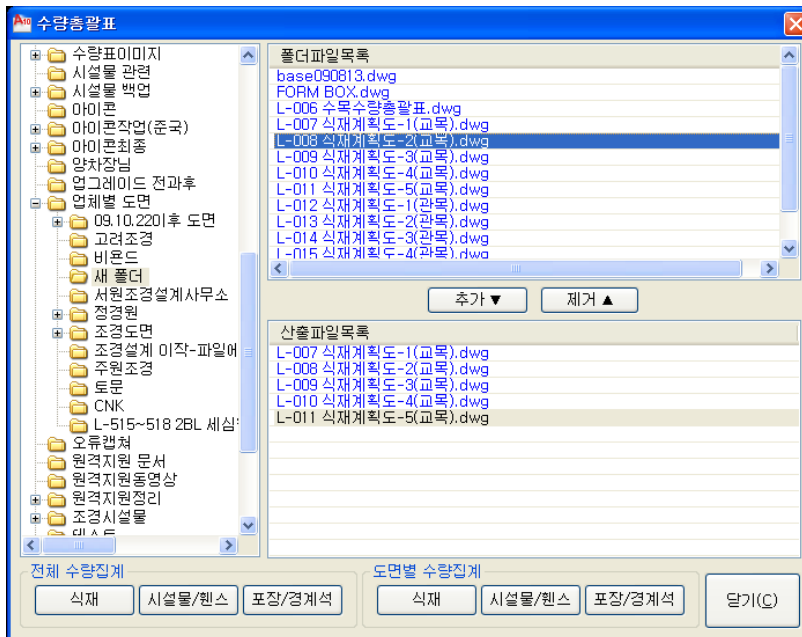 수량총괄표
수량표이미지
시설물 관련
시설물 백업
아이콘
아이콘작업(준국)
아이콘최종
양차장님
업그레이드 전과후
업체별 도면
09.10.22이후 도면
고려조경
비욘드
새 폴더
서원조경설계사무소
정경원
조경도면
조경설계 이작-파일에
주원조경
토문
CNK
L-515~518 2BL 세심
오류캡쳐
원격지원 문서
원격지원동영상
원격지원정리
조경시설물
테스트
폴더파일목록
base090813.dwg
FORM BOX.dwg
L-006 수목수량총괄표.dwg
L-007 식재계획도-1(교목).dwg
L-008 식재계획도-2(교목).dwg
L-009 식재계획도-3(교목).dwg
L-010 식재계획도-4(교목).dwg
L-011 식재계획도-5(교목).dwg
L-012 식재계획도-1(관목).dwg
L-013 식재계획도-2(관목).dwg
L-014 식재계획도-3(관목).dwg
L-015 식재계획도-4(관목).dwg
추가▼ 제거▲
산출파일목록
L-007 식재계획도-1(교목).dwg
L-008 식재계획도-2(교목).dwg
L-009 식재계획도-3(교목).dwg
L-010 식재계획도-4(교목).dwg
L-011 식재계획도-5(교목).dwg
전체 수량집계
식재 시설물/휀스 포장/경계석
도면별 수량집계
식재 시설물/휀스 포장/경계석
닫기(C)